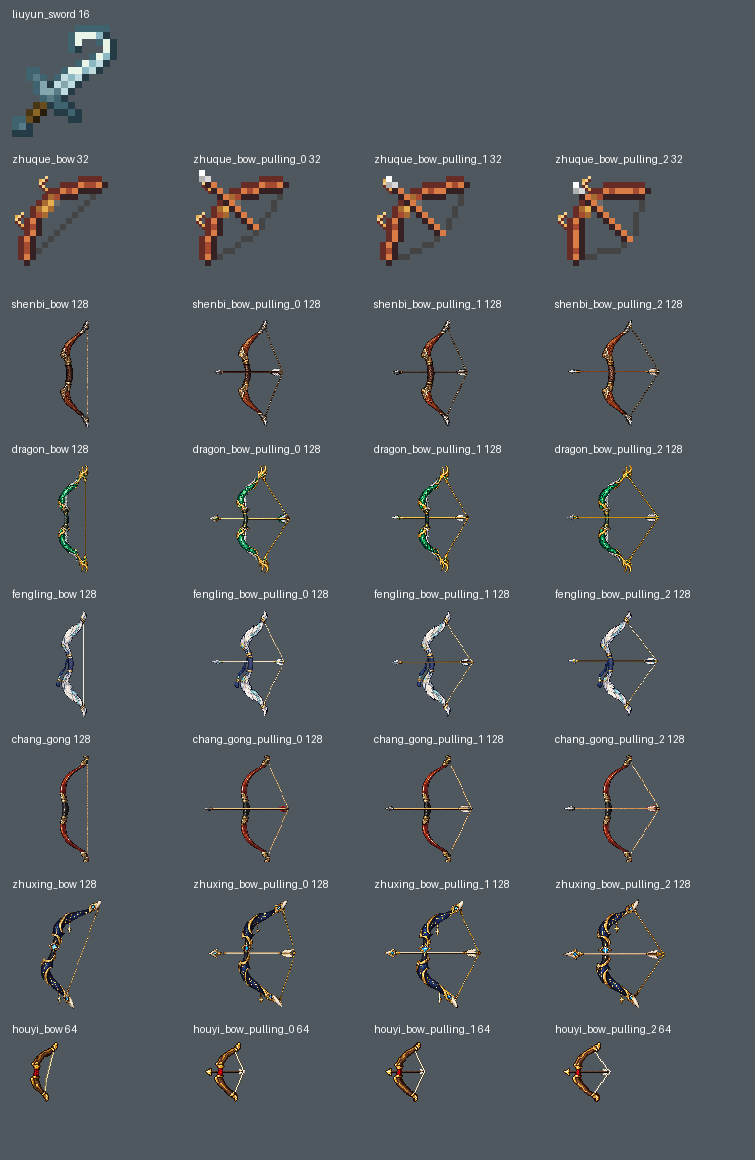 liuyun_sword 16
zhuque_bow 32 zhuque_bow_pulling_0 32 zhuque_bow_pulling_1 32 zhuque_bow_pulling_2 32
shenbi_bow 128 shenbi_bow_pulling_0 128 shenbi_bow_pulling_1 128 shenbi_bow_pulling_2 128
dragon_bow 128 dragon_bow_pulling_0 128 dragon_bow_pulling_1 128 dragon_bow_pulling_2 128
fengling_bow 128 fengling_bow_pulling_0 128 fengling_bow_pulling_1 128 fengling_bow_pulling_2 128
chang_gong 128 chang_gong_pulling_0 128 chang_gong_pulling_1 128 chang_gong_pulling_2 128
zhuxing_bow 128 zhuxing_bow_pulling_0 128 zhuxing_bow_pulling_1 128 zhuxing_bow_pulling_2 128
houyi_bow 64 houyi_bow_pulling_0 64 houyi_bow_pulling_1 64 houyi_bow_pulling_2 64